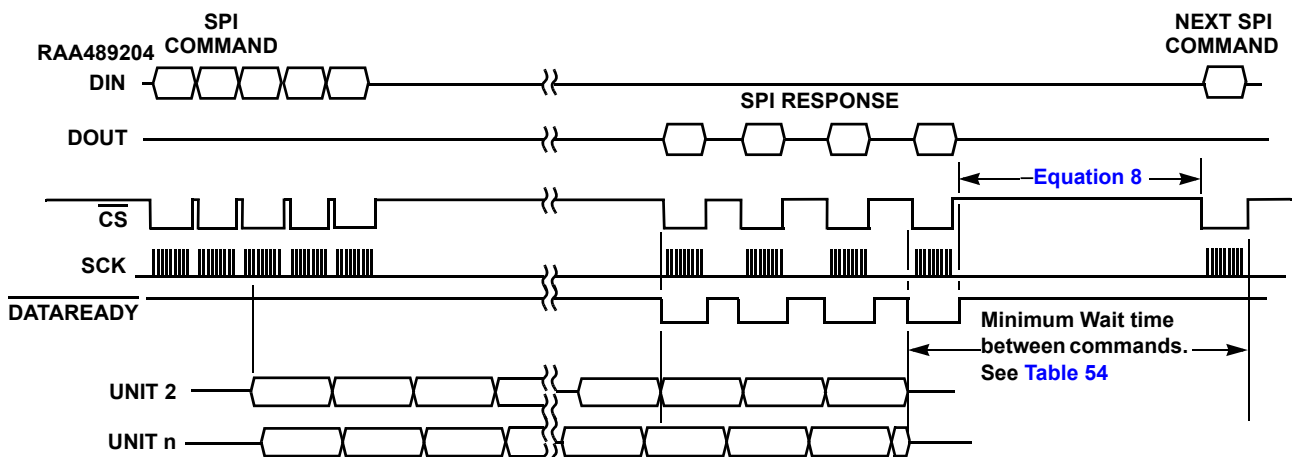 SPI
COMMAND
NEXT SPI
COMMAND
RAA489204
DIN
SPI RESPONSE
DOUT
–Equation 8
CS
SCK
DATAREADY
Minimum Wait time
between commands.
See Table 54
UNIT 2
UNIT n